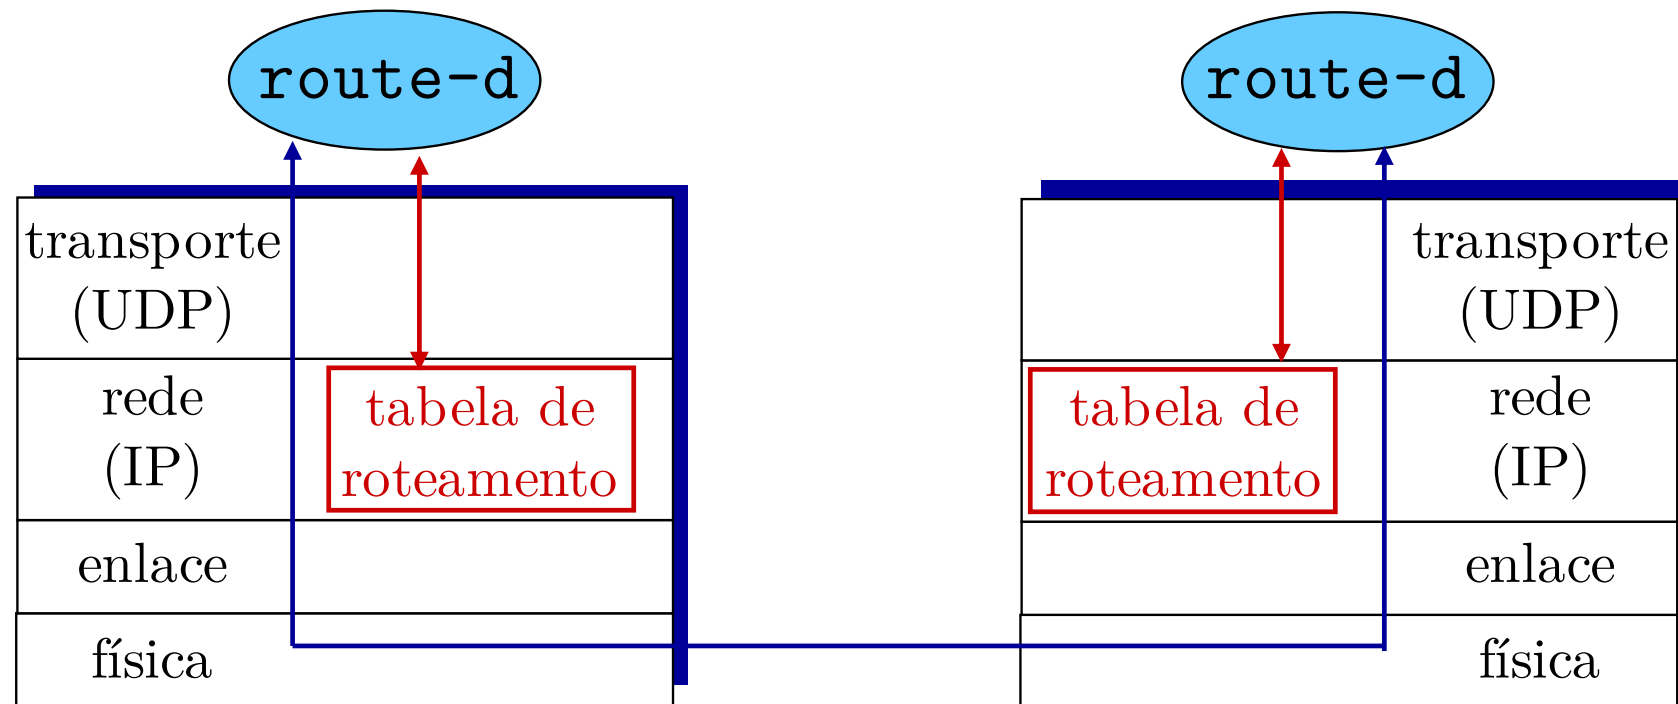 route-d
route-d
transporte
(UDP)
rede
(IP)
tabela de
roteamento
enlace
física
transporte
(UDP)
tabela de
roteamento
rede
(IP)
enlace
física